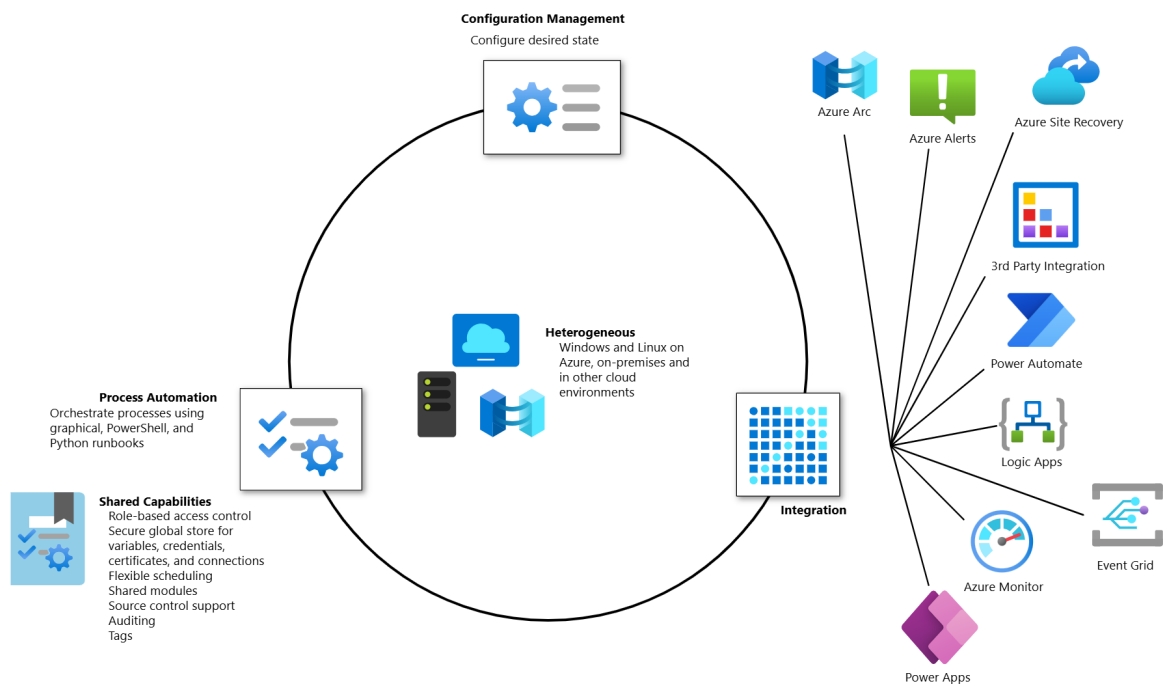 Configuration Management
Configure desired state
Azure Arc
Azure Alerts
Azure Site Recovery
3rd Party Integration
Power Automate
Logic Apps
Event Grid
Azure Monitor
Power Apps
Heterogeneous
Windows and Linux on
Azure, on-premises and
in other cloud
environments
Process Automation
Orchestrate processes using
graphical, PowerShell, and
Python runbooks
Integration
Shared Capabilities
Role-based access control
Secure global store for
variables, credentials,
certificates, and connections
Flexible scheduling
Shared modules
Source control support
Auditing
Tags